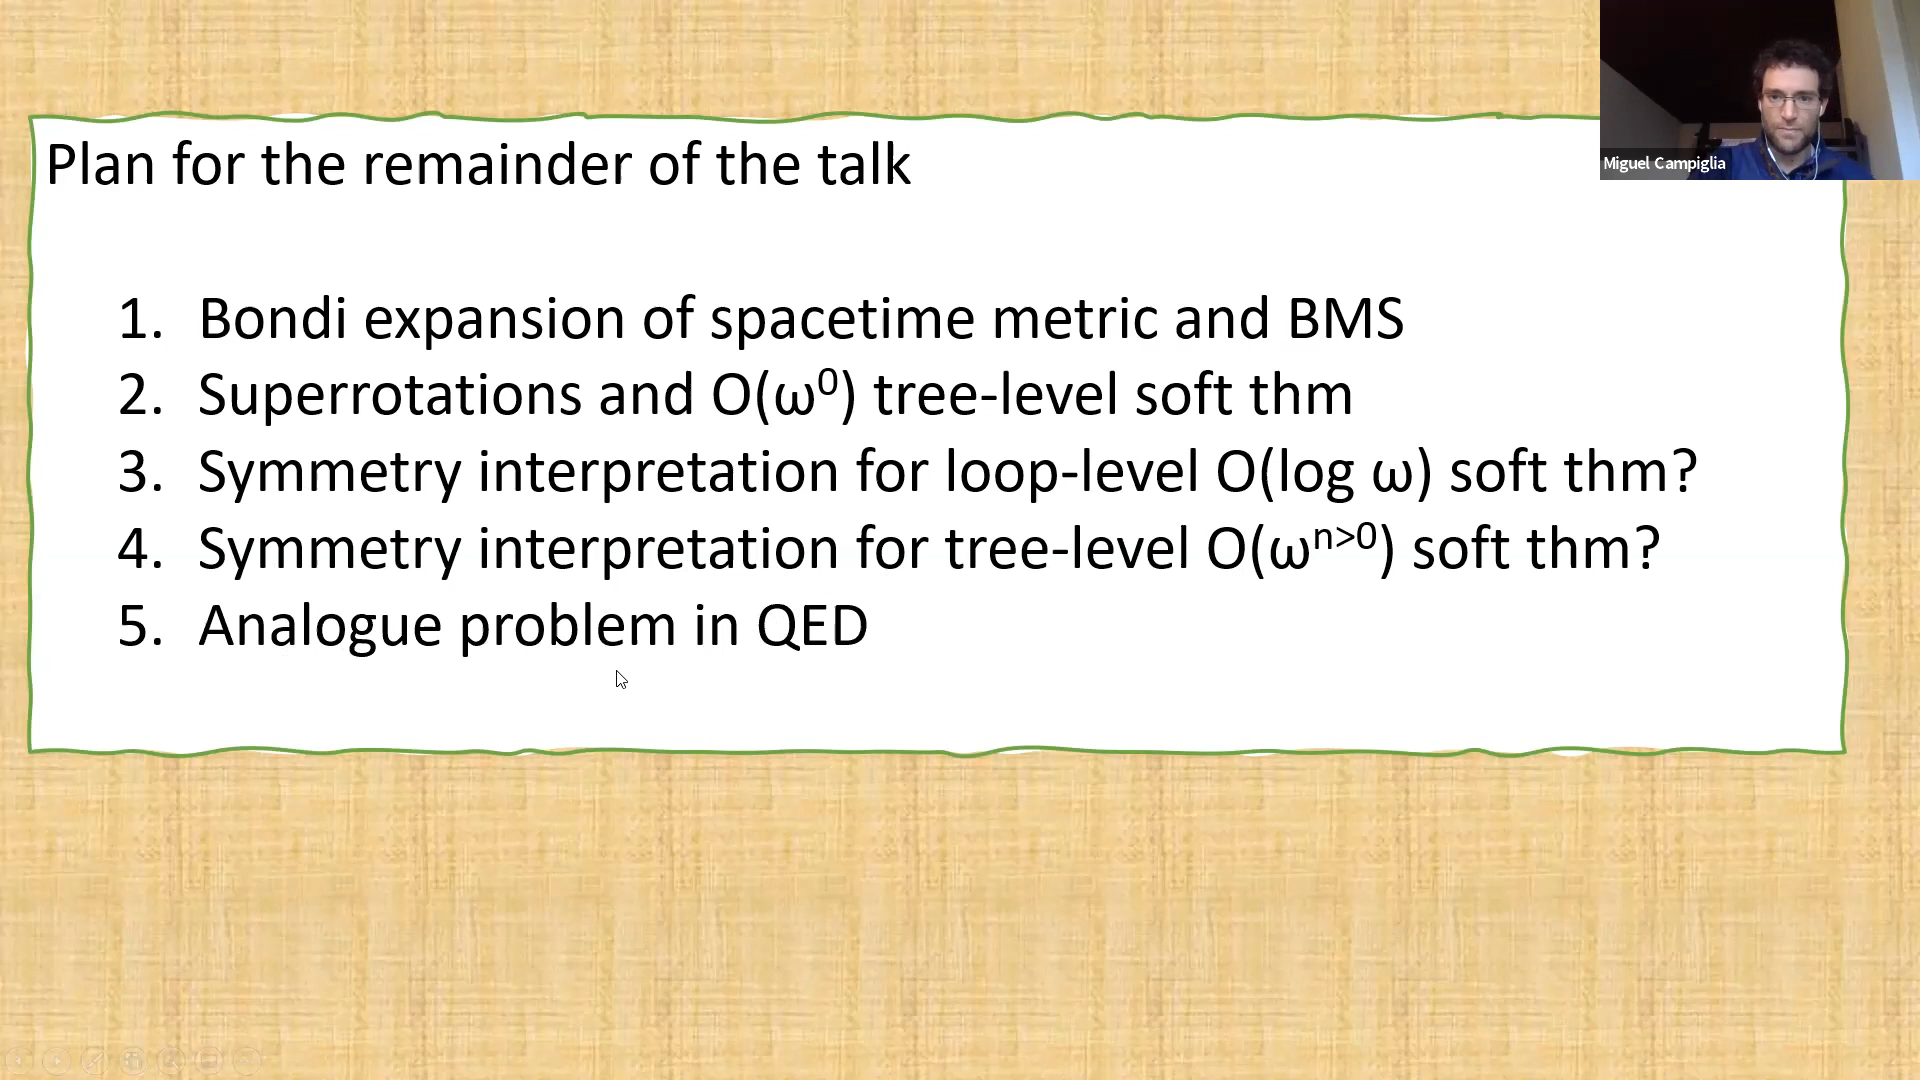 Plan for the remainder of the talk
Miguel Campiglia
1. Bondi expansion of spacetime metric and BMS
2. Superrotations and O(ω⁰) tree-level soft thm
3. Symmetry interpretation for loop-level O(log ω) soft thm?
4. Symmetry interpretation for tree-level O(ωⁿ>⁰) soft thm?
5. Analogue problem in QED